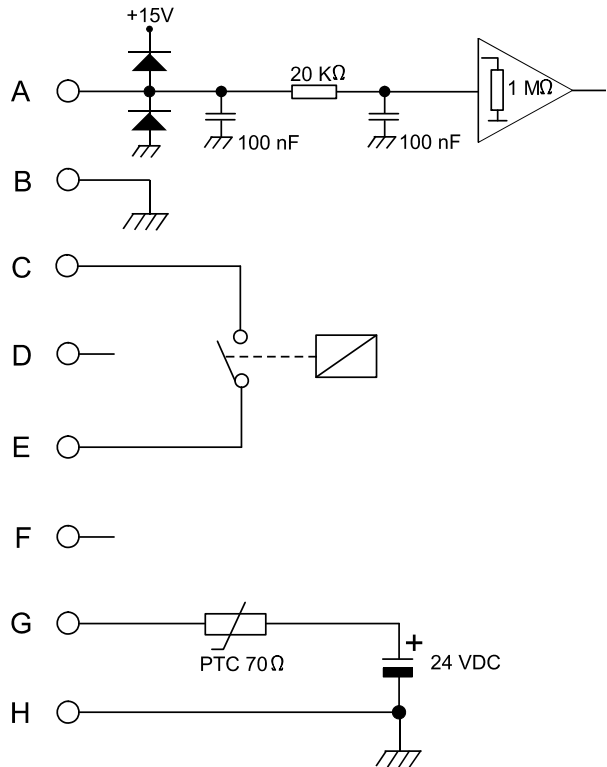 +15V
A
20 KΩ
1 MΩ
100 nF
100 nF
B
C
D
E
F
G
PTC 70Ω
+
24 VDC
H